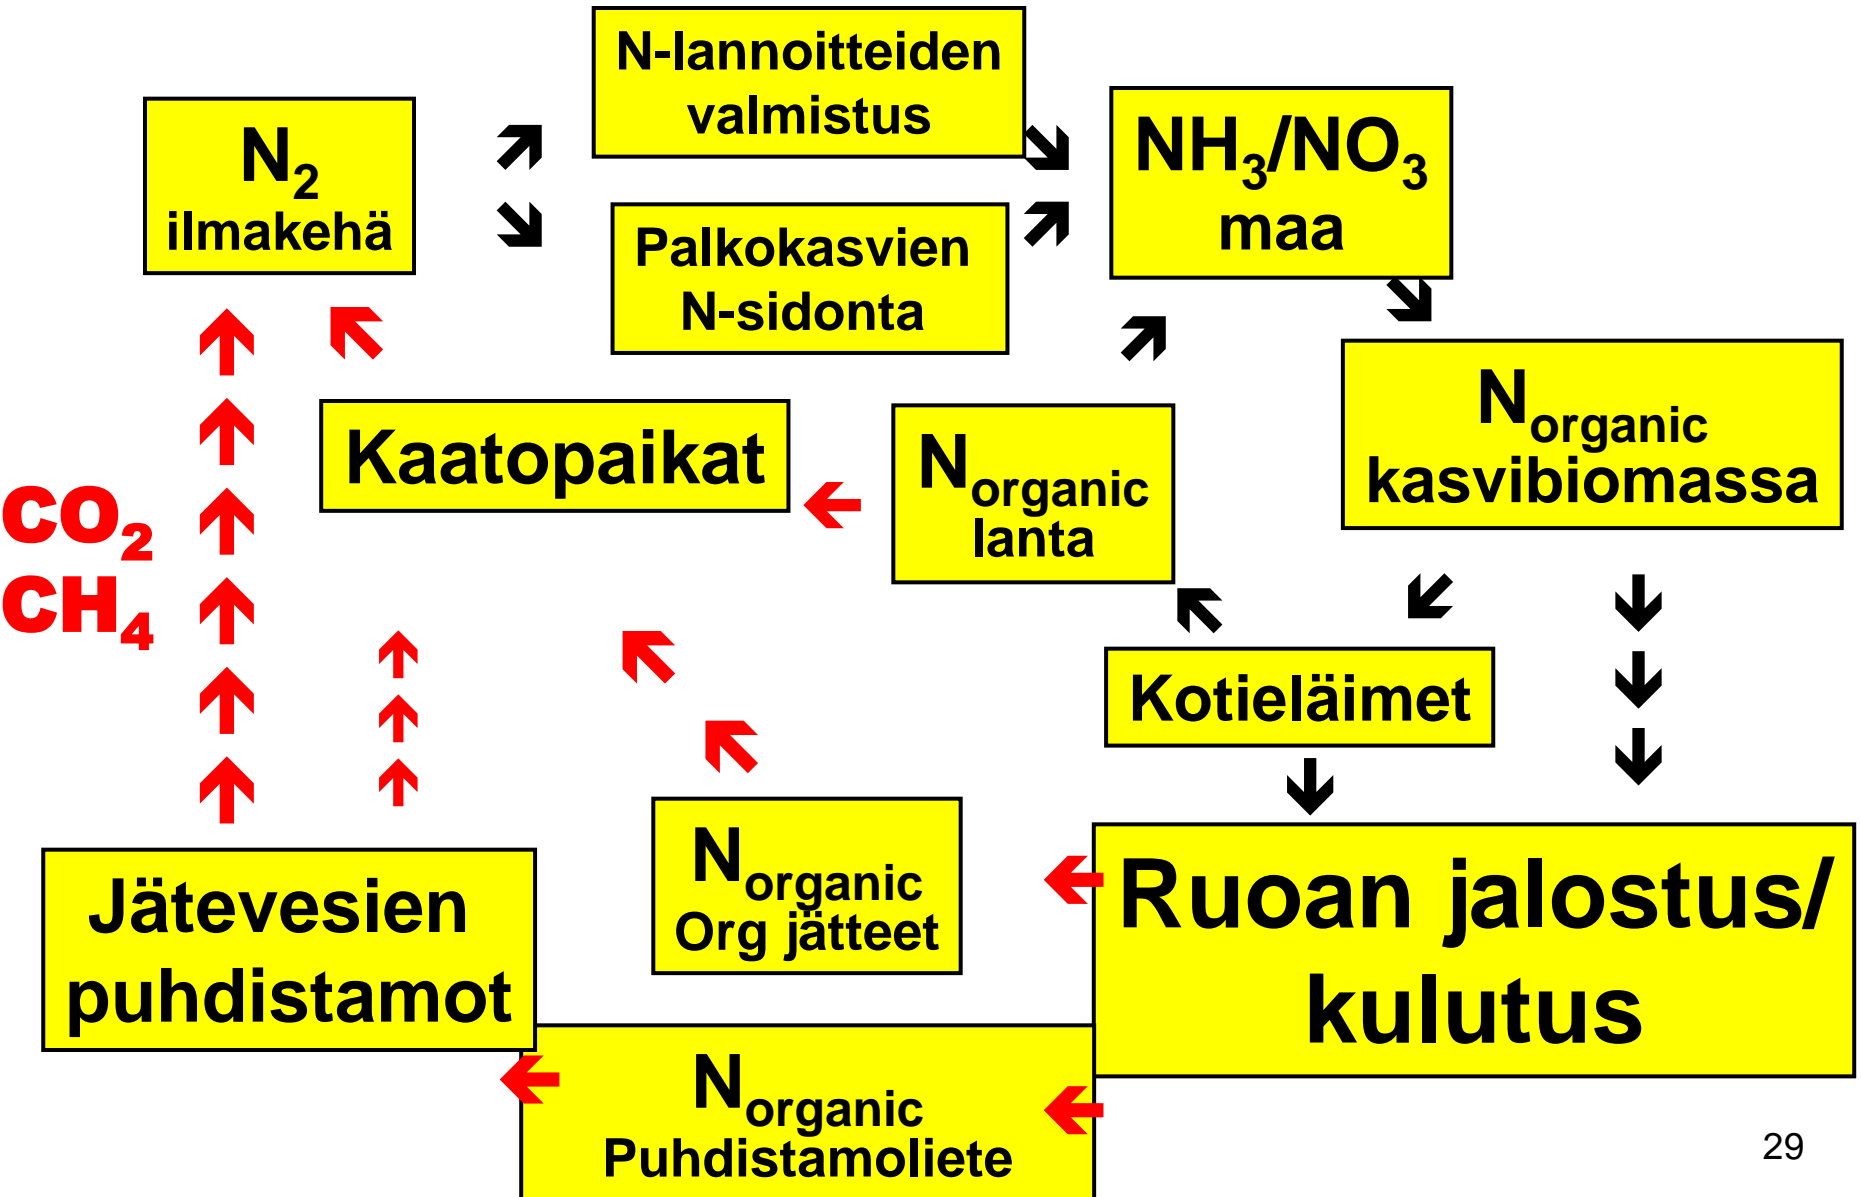 N-lannoitteiden
valmistus
N2
ilmakehä
NH3/NO3
maa
Palkokasvien
N-sidonta
Kaatopaikat
Norganic
lanta
Norganic
kasvibiomassa
CO2
CH4
Kotieläimet
Norganic
Org jätteet
Ruoan jalostus/
kulutus
Jätevesien
puhdistamot
Norganic
Puhdistamoliete
29